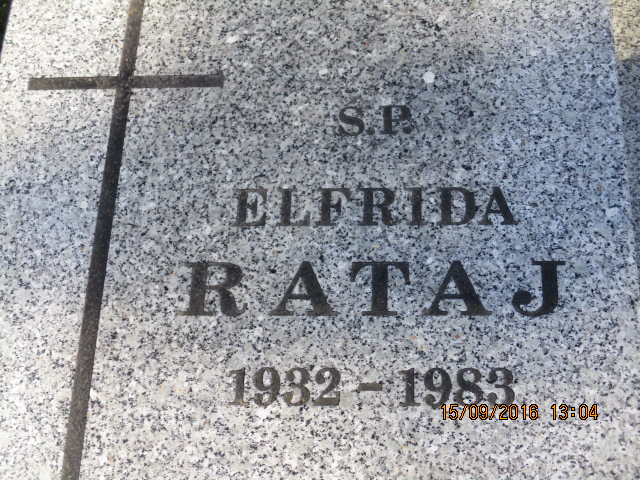 S.P.
ELFRIDA
RATAJ
1932 - 1983
15/09/2016 13:04